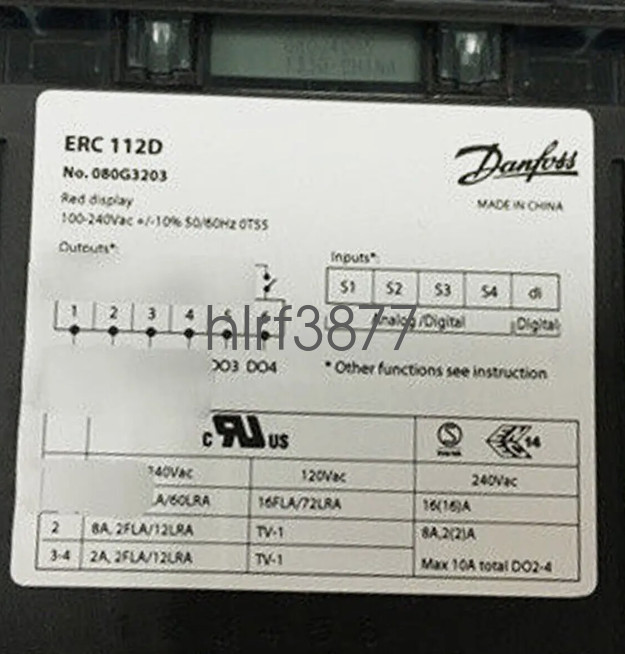 ERC 112D
No. 080G3203
Red display
100-240Vac +/-10% 50/60Hz 0T55
Danfoss
MADE IN CHINA
Outputs*:
1 2 3 4 5 6
DO3 DO4
Inputs*:
S1 S2 S3 S4 di
Analog/Digital Digital
* Other functions see instruction
hlrf3877
c RU US
14
240Vac 120Vac 240Vac
A/60LRA 16FLA/72LRA 16(16)A
2 8A, 2FLA/12LRA TV-1 8A,2(2)A
3-4 2A, 2FLA/12LRA TV-1 Max 10A total DO2-4